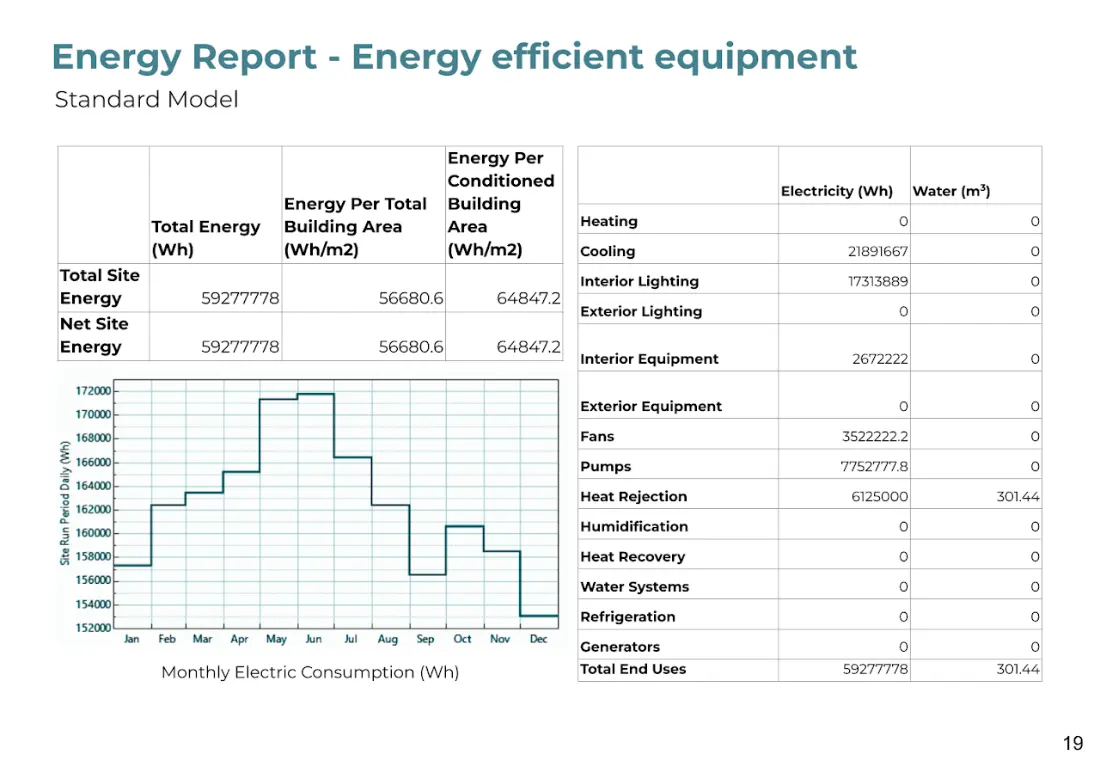 Energy Report - Energy efficient equipment
Standard Model
Total Energy (Wh)
Energy Per Total Building Area (Wh/m2)
Energy Per Conditioned Building Area (Wh/m2)
Total Site Energy 59277778 56680.6 64847.2
Net Site Energy 59277778 56680.6 64847.2
Electricity (Wh) Water (m³)
Heating 0 0
Cooling 21891667 0
Interior Lighting 17313889 0
Exterior Lighting 0 0
Interior Equipment 2672222 0
Exterior Equipment 0 0
Fans 3522222.2 0
Pumps 7752777.8 0
Heat Rejection 6125000 301.44
Humidification 0 0
Heat Recovery 0 0
Water Systems 0 0
Refrigeration 0 0
Generators 0 0
Total End Uses 59277778 301.44
Site Run Period Daily (Wh)
172000
170000
168000
166000
164000
162000
160000
158000
156000
154000
152000
Jan Feb Mar Apr May Jun Jul Aug Sep Oct Nov Dec
Monthly Electric Consumption (Wh)
19